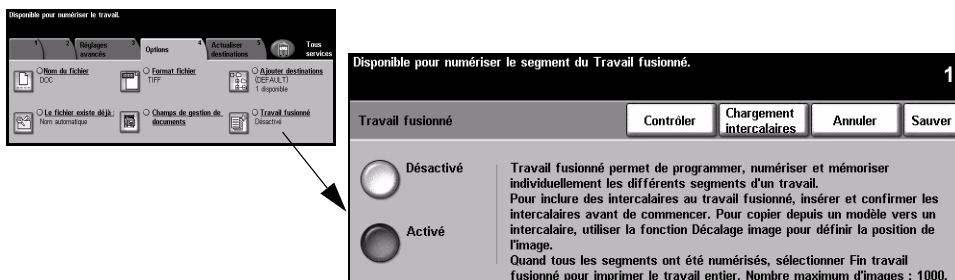 Disponible pour numériser le travail.
1 2 Réglages avancés 3 Options 4 Actualiser destinations 5 Tous services
Nom du fichier
DOC
Format fichier
TIFF
Ajouter destinations
(DEFAULT)
1 disponible
Le fichier existe déjà :
Nom automatique
Champs de gestion de
documents
Travail fusionné
Désactivé
Disponible pour numériser le segment du Travail fusionné.
1
Travail fusionné
Contrôler
Chargement
intercalaires
Annuler
Sauver
Désactivé
Activé
Travail fusionné permet de programmer, numériser et mémoriser
individuellement les différents segments d'un travail.
Pour inclure des intercalaires au travail fusionné, insérer et confirmer les
intercalaires avant de commencer. Pour copier depuis un modèle vers un
intercalaire, utiliser la fonction Décalage image pour définir la position de
l'image.
Quand tous les segments ont été numérisés, sélectionner Fin travail
fusionné pour imprimer le travail entier. Nombre maximum d'images : 1000.